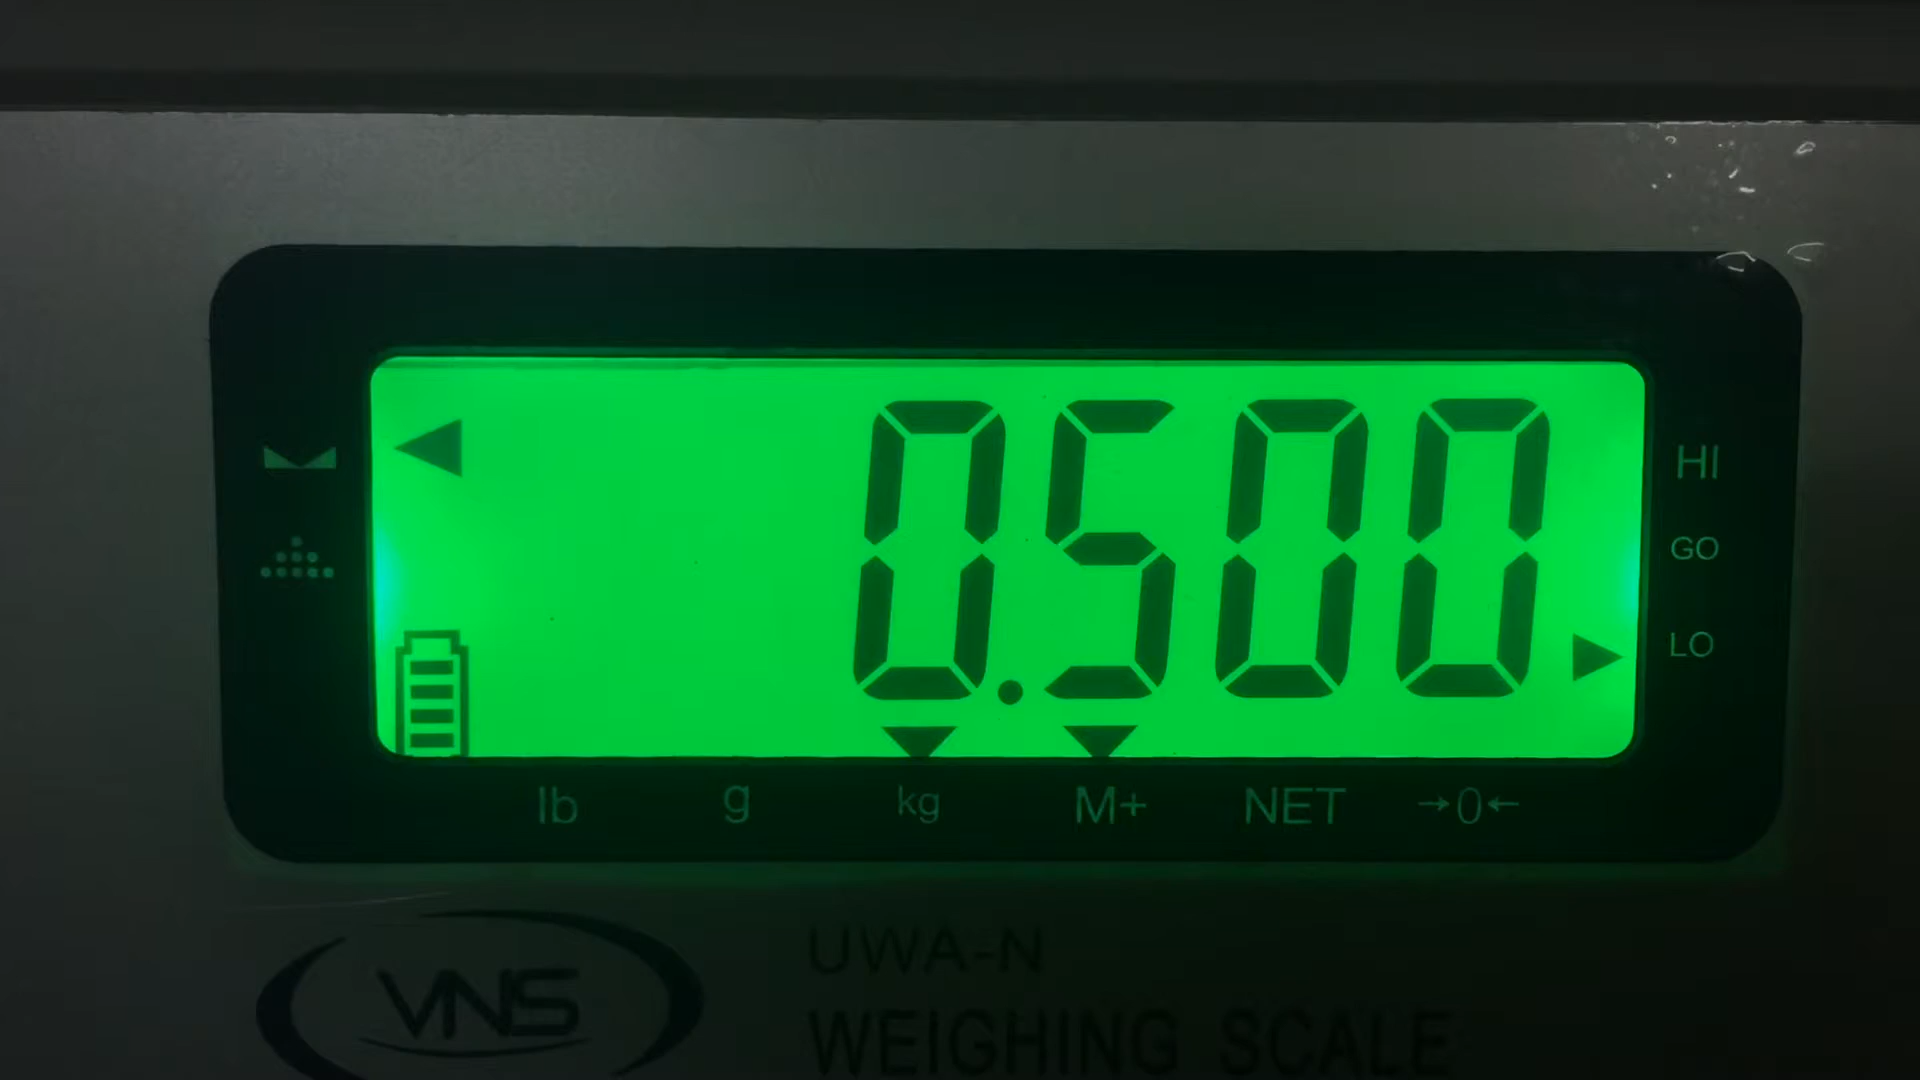 0.500
HI
GO
LO
lb g kg M+ NET →0←
VNS
UWA-N
WEIGHING SCALE